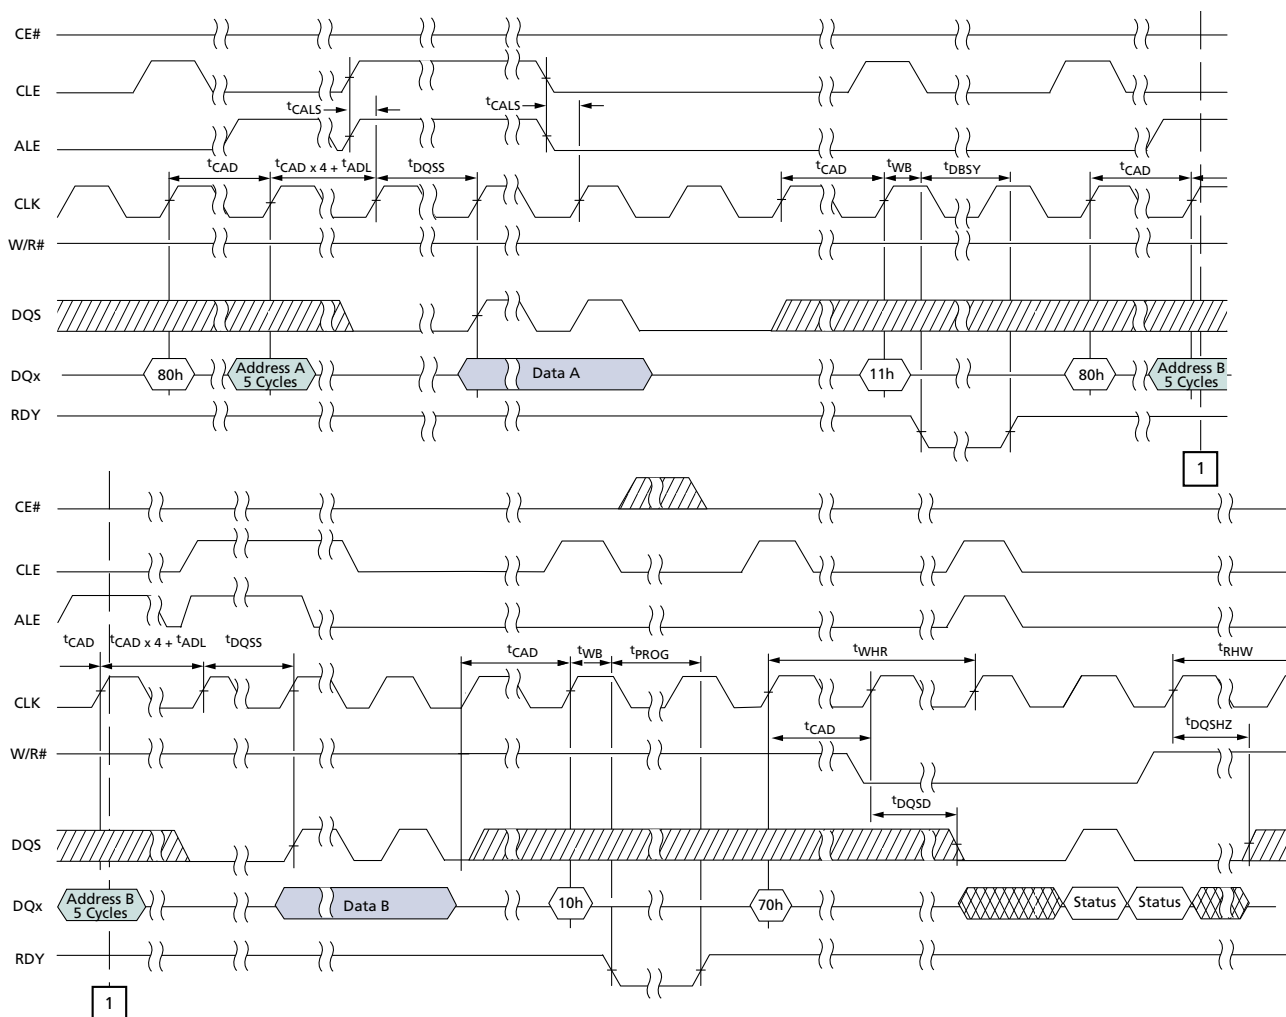 CE#
CLE
tCALS
tCALS
ALE
tCAD
tCAD x 4 + tADL
tDQSS
tCAD
tWB
tDBSY
tCAD
CLK
W/R#
DQS
DQx
80h
Address A
5 Cycles
Data A
11h
80h
Address B
5 Cycles
RDY
1
CE#
CLE
ALE
tCAD
tCAD x 4 + tADL
tDQSS
tCAD
tWB
tPROG
tWHR
tRHW
CLK
tCAD
tDQSHZ
W/R#
tDQSD
DQS
DQx
Address B
5 Cycles
Data B
10h
70h
Status
Status
RDY
1